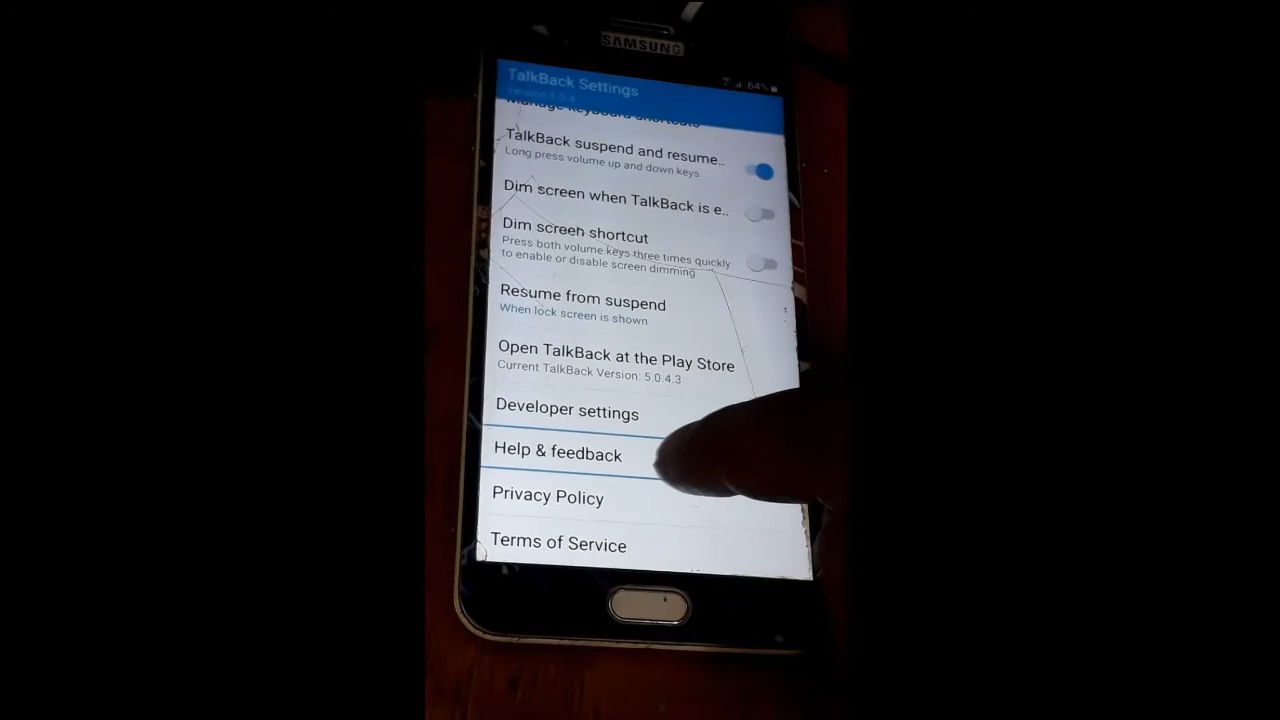 SAMSUNG
64%
TalkBack Settings
Manage keyboard shortcuts
TalkBack suspend and resume..
Long press volume up and down keys
Dim screen when TalkBack is e..
Dim screen shortcut
Press both volume keys three times quickly
to enable or disable screen dimming
Resume from suspend
When lock screen is shown
Open TalkBack at the Play Store
Current TalkBack Version: 5.0.4.3
Developer settings
Help & feedback
Privacy Policy
Terms of Service